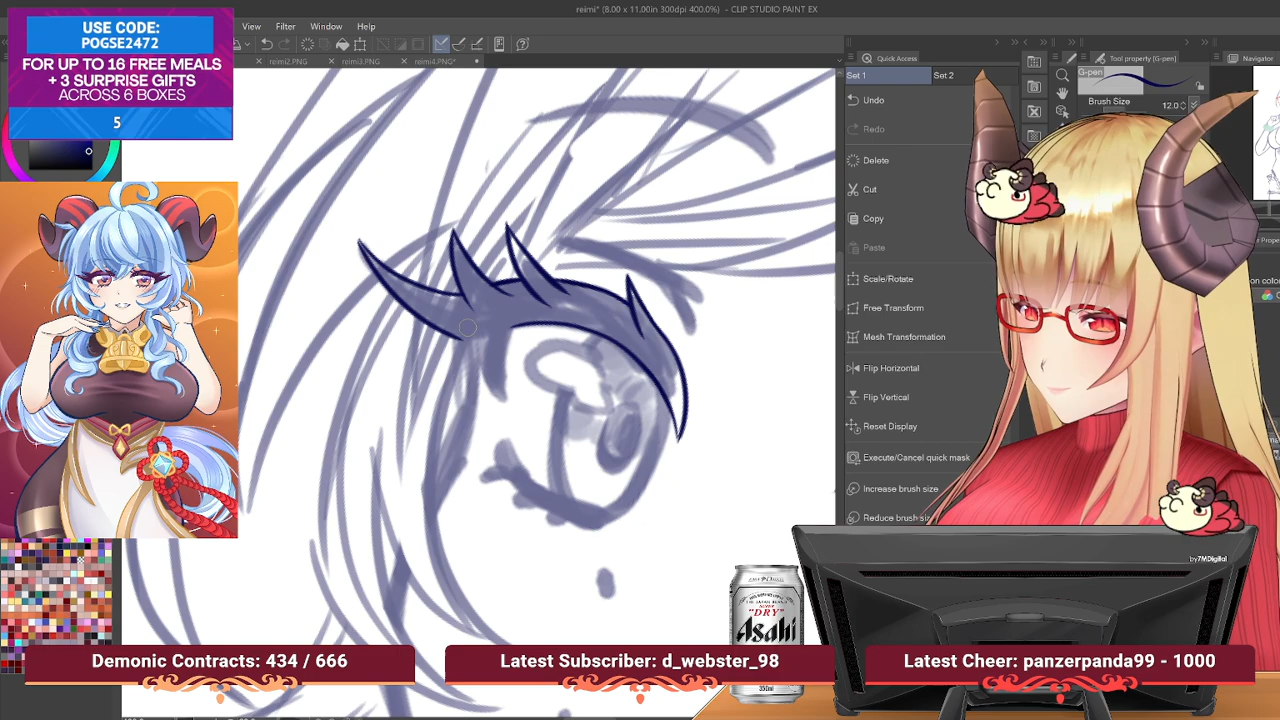 reimi* (8.00 x 11.00in 300dpi 400.0%) - CLIP STUDIO PAINT EX
USE CODE:
POGSE2472
FOR UP TO 16 FREE MEALS
+ 3 SURPRISE GIFTS
ACROSS 6 BOXES
5
View Filter Window Help
reimi2.PNG reimi3.PNG reimi4.PNG*
Quick Access
Set 1 Set 2
Undo
Redo
Delete
Cut
Copy
Paste
Scale/Rotate
Free Transform
Mesh Transformation
Flip Horizontal
Flip Vertical
Reset Display
Execute/Cancel quick mask
Increase brush size
Reduce brush size
Tool property [G-pen]
G-pen
Brush Size 12.0
Navigator
by7MDigital
"DRY"
Asahi
350ml
Demonic Contracts: 434 / 666
Latest Subscriber: d_webster_98
Latest Cheer: panzerpanda99 - 1000